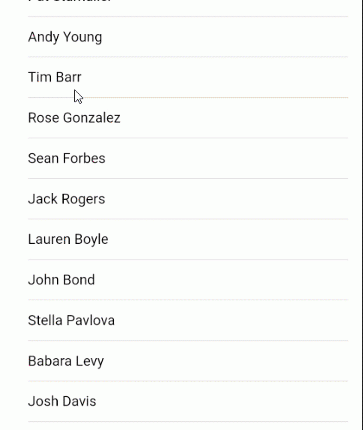 Andy Young
Tim Barr
Rose Gonzalez
Sean Forbes
Jack Rogers
Lauren Boyle
John Bond
Stella Pavlova
Babara Levy
Josh Davis